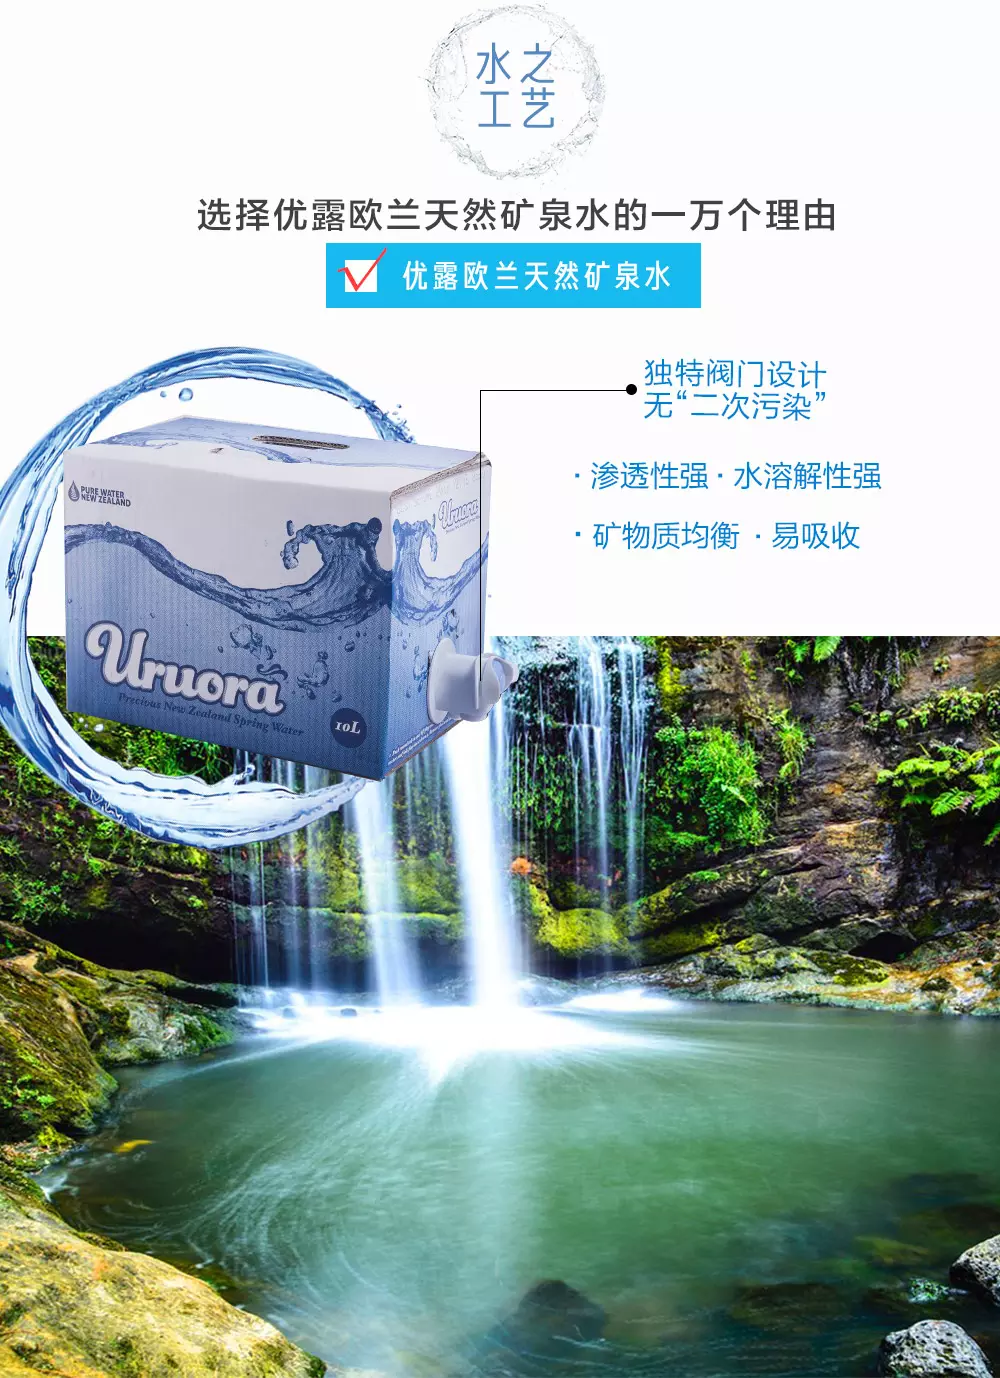 水之
工艺
选择优露欧兰天然矿泉水的一万个理由
优露欧兰天然矿泉水
独特阀门设计
无“二次污染”
· 渗透性强 · 水溶解性强
· 矿物质均衡 · 易吸收
PURE WATER
NEW ZEALAND
Uruora
Uruora
Precious New Zealand Spring Water
10L